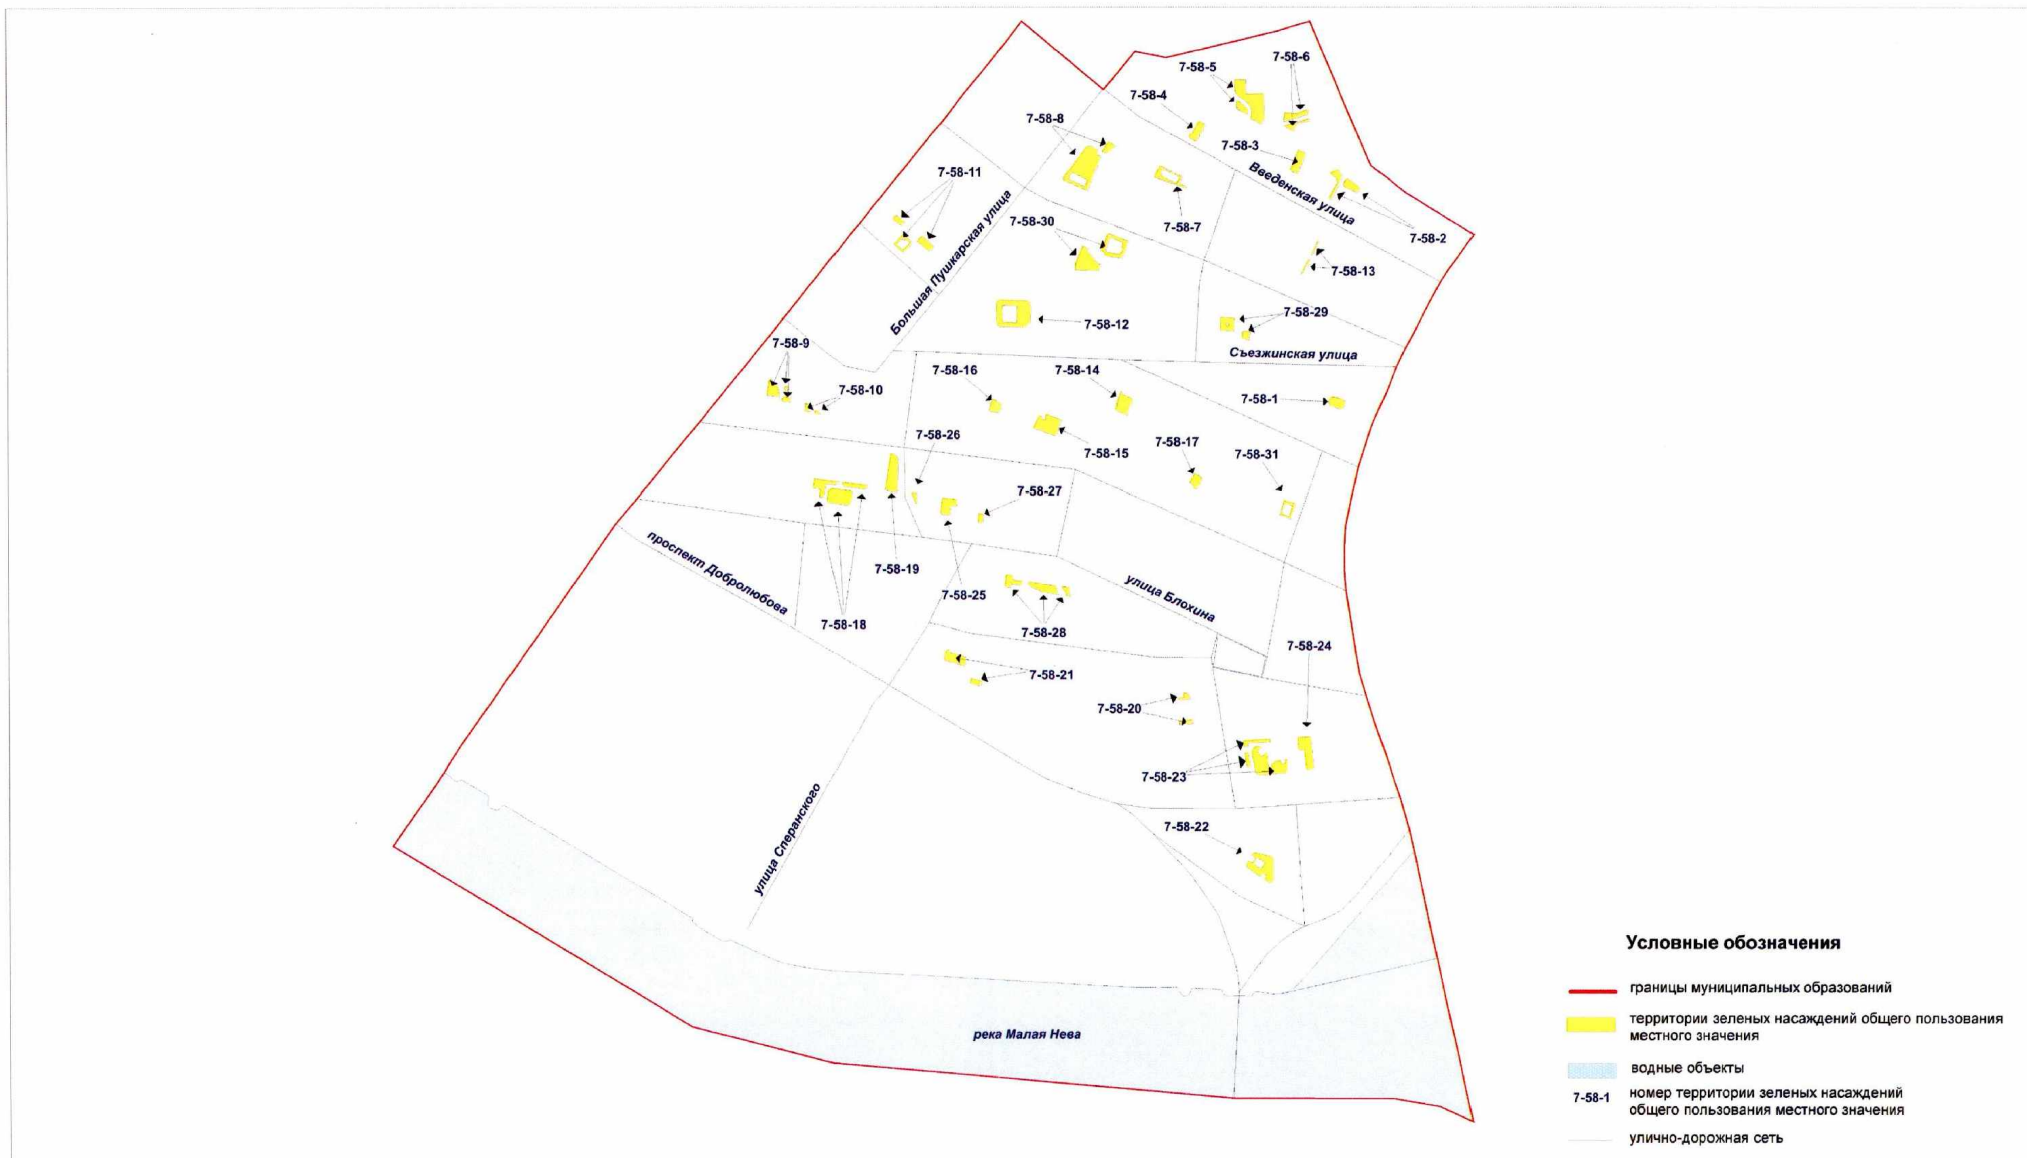 7-58-6
7-58-5
7-58-4
7-58-8
7-58-3
7-58-11
Введенская улица
7-58-30
7-58-7
7-58-2
Большая Пушкарская улица
7-58-13
7-58-29
7-58-12
7-58-9
Съезжинская улица
7-58-16
7-58-14
7-58-10
7-58-1
7-58-26
7-58-17
7-58-15
7-58-31
7-58-27
проспект Добролюбова
7-58-19
7-58-25
улица Блохина
7-58-18
7-58-28
7-58-24
7-58-21
7-58-20
7-58-23
улица Сперанского
7-58-22
река Малая Нева
Условные обозначения
границы муниципальных образований
территории зеленых насаждений общего пользования
местного значения
водные объекты
7-58-1 номер территории зеленых насаждений
общего пользования местного значения
улично-дорожная сеть